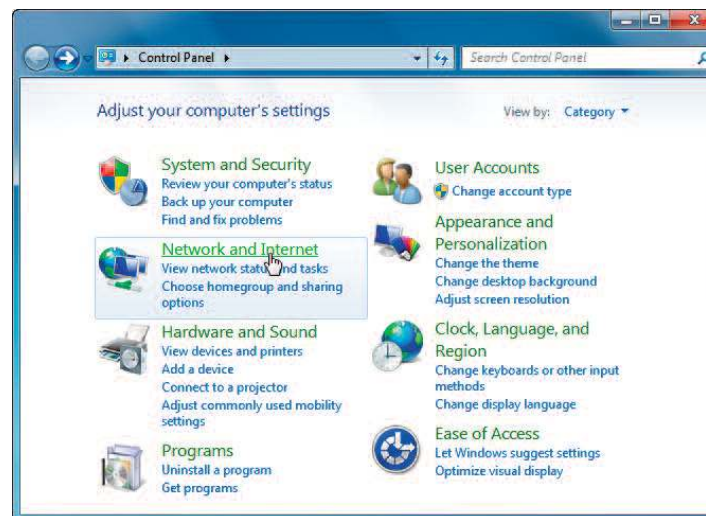 Control Panel
Search Control Panel
Adjust your computer's settings
View by: Category
System and Security
Review your computer's status
Back up your computer
Find and fix problems
Network and Internet
View network status and tasks
Choose homegroup and sharing
options
Hardware and Sound
View devices and printers
Add a device
Connect to a projector
Adjust commonly used mobility
settings
Programs
Uninstall a program
Get programs
User Accounts
Change account type
Appearance and
Personalization
Change the theme
Change desktop background
Adjust screen resolution
Clock, Language, and
Region
Change keyboards or other input
methods
Change display language
Ease of Access
Let Windows suggest settings
Optimize visual display